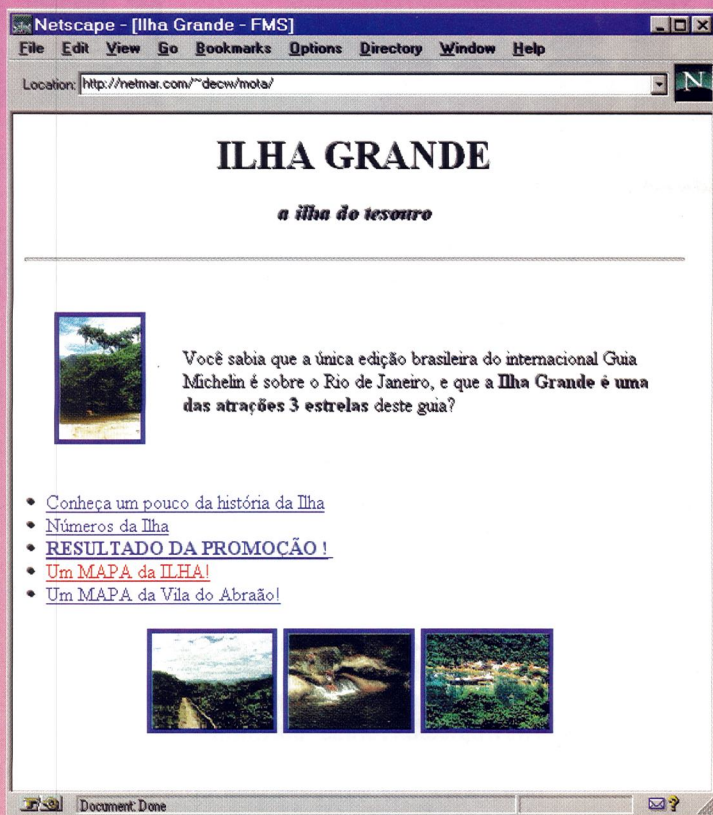 Netscape - [Ilha Grande - FMS]
File Edit View Go Bookmarks Options Directory Window Help
Location: http://netmar.com/~decw/mota/
N
ILHA GRANDE
a ilha do tesouro
Você sabia que a única edição brasileira do internacional Guia
Michelin é sobre o Rio de Janeiro, e que a Ilha Grande é uma
das atrações 3 estrelas deste guia?
Conheça um pouco da história da Ilha
Números da Ilha
RESULTADO DA PROMOÇÃO !
Um MAPA da ILHA!
Um MAPA da Vila do Abraão!
Document: Done